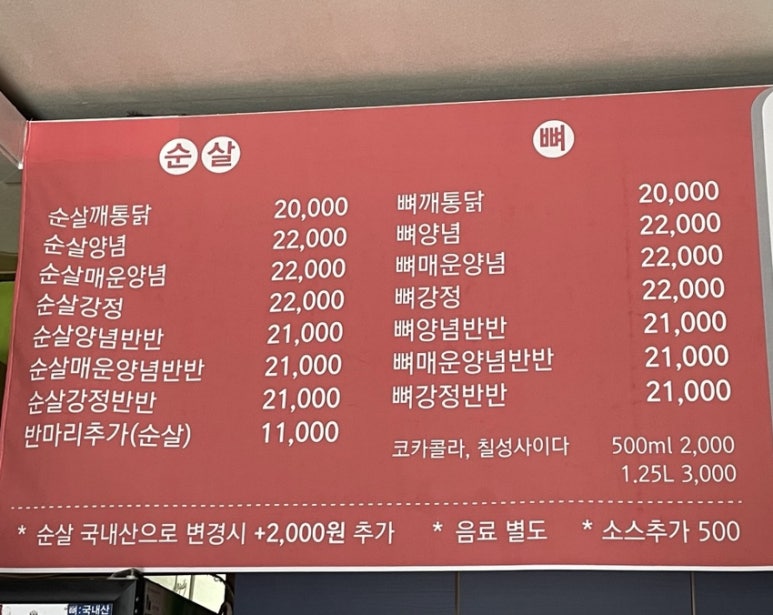 순살
순살깨통닭 20,000
순살양념 22,000
순살매운양념 22,000
순살강정 22,000
순살양념반반 21,000
순살매운양념반반 21,000
순살강정반반 21,000
반마리추가(순살) 11,000
뼈
뼈깨통닭 20,000
뼈양념 22,000
뼈매운양념 22,000
뼈강정 22,000
뼈양념반반 21,000
뼈매운양념반반 21,000
뼈강정반반 21,000
코카콜라, 칠성사이다 500ml 2,000
1.25L 3,000
* 순살 국내산으로 변경시 +2,000원 추가 * 음료 별도 * 소스추가 500
뼈:국내산